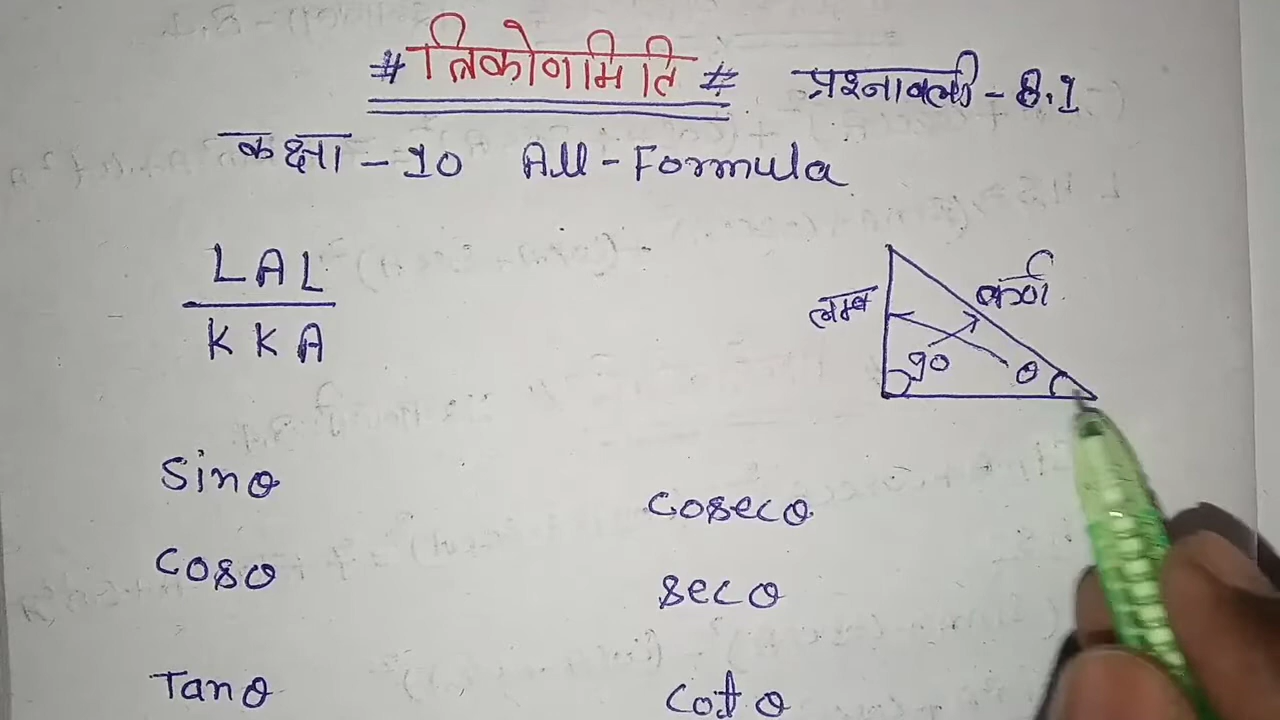 # त्रिकोणमिति # प्रश्नावली - 8.1
कक्षा - 10 All - Formula
LAL
KKA
लम्ब
कर्ण
90
θ
Sinθ
Cosecθ
Cosθ
Secθ
Tanθ
Cotθ